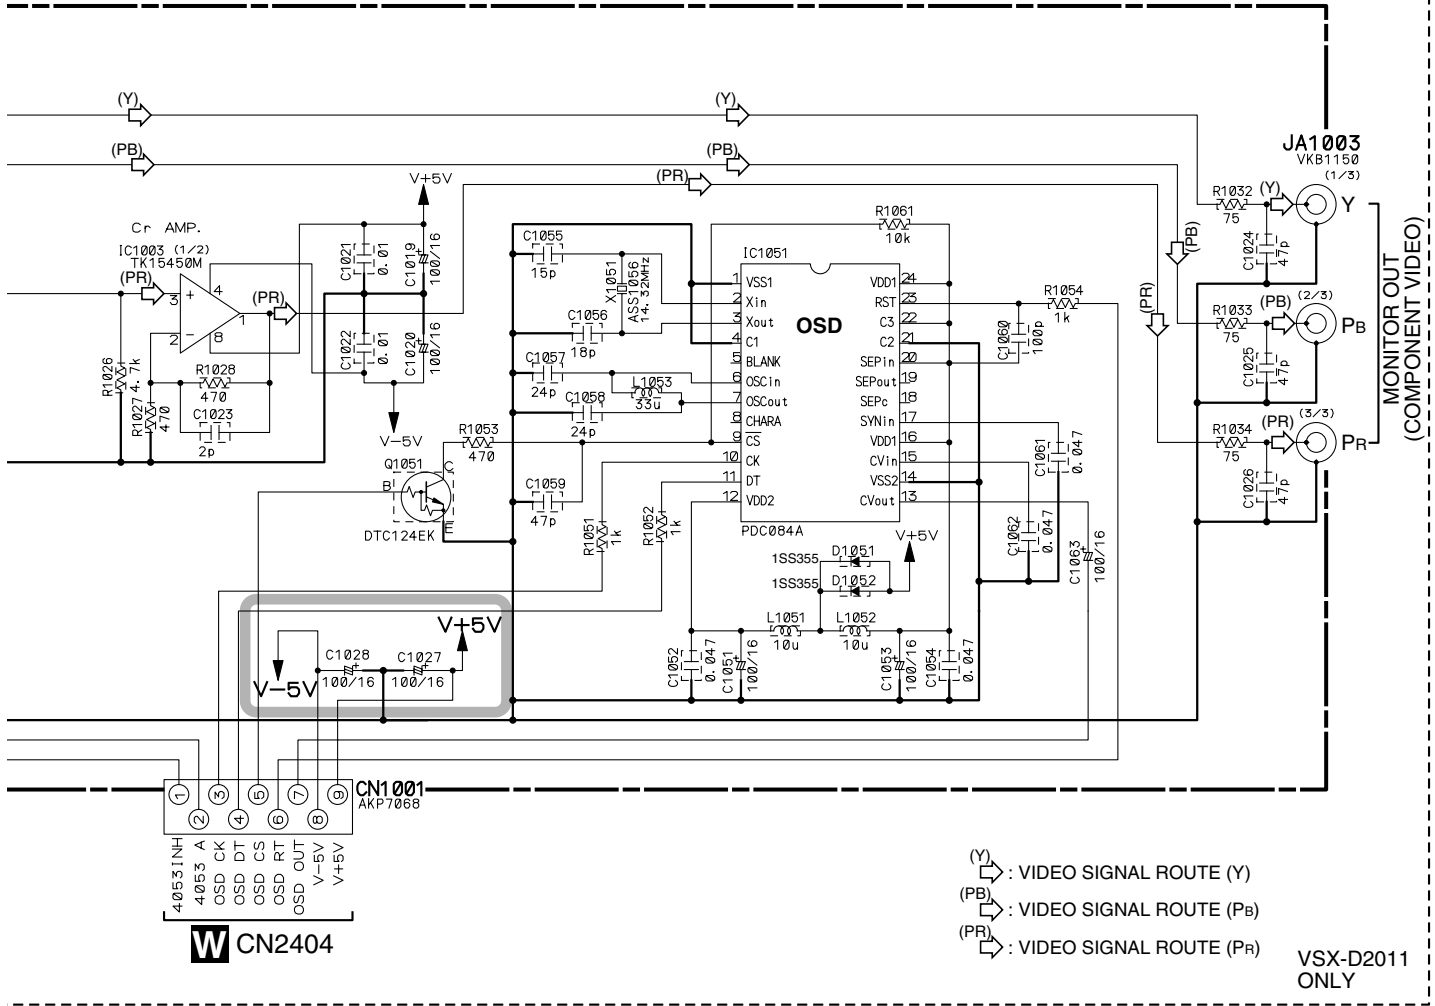 (Y)
(Y)
(PB)
(PB)
(PR)
V+5V
JA1003
VKB1150
(1/3)
R1032
75
(Y)
Y
C1024
47p
(PB)
(PR)
R1033
75
(PB)
(2/3)
PB
C1025
47p
R1034
75
(PR)
(3/3)
PR
C1026
47p
MONITOR OUT
(COMPONENT VIDEO)
Cr AMP.
IC1003 (1/2)
TK15450M
(PR)
3
+
4
2
-
8
1
(PR)
R1026
4.7k
R1027
470
R1028
470
C1023
2p
C1021
0.01
C1019
100/16
C1022
0.01
C1020
100/16
V-5V
C1055
15p
X1051
ASS1056
14.32MHz
C1056
18p
C1057
24p
L1053
33u
C1058
24p
R1053
470
Q1051
B
C
E
DTC124EK
C1059
47p
R1051
1k
R1052
1k
R1061
10k
IC1051
OSD
PDC084A
1 VSS1
2 Xin
3 Xout
4 C1
5 BLANK
6 OSCin
7 OSCout
8 CHARA
9 CS
10 CK
11 DT
12 VDD2
VDD1 24
RST 23
C3 22
C2 21
SEPin 20
SEPout 19
SEPc 18
SYNin 17
VDD1 16
CVin 15
VSS2 14
CVout 13
R1054
1k
C1060
100p
C1061
0.047
C1062
0.047
C1063
100/16
V+5V
1SS355
D1051
1SS355
D1052
L1051
10u
L1052
10u
C1052
0.047
C1051
100/16
C1053
100/16
C1054
0.047
V+5V
V-5V
C1028
100/16
C1027
100/16
CN1001
AKP7068
1
2
3
4
5
6
7
8
9
4053INH
4053 A
OSD CK
OSD DT
OSD CS
OSD RT
OSD OUT
V-5V
V+5V
W CN2404
(Y) : VIDEO SIGNAL ROUTE (Y)
(PB) : VIDEO SIGNAL ROUTE (PB)
(PR) : VIDEO SIGNAL ROUTE (PR)
VSX-D2011
ONLY